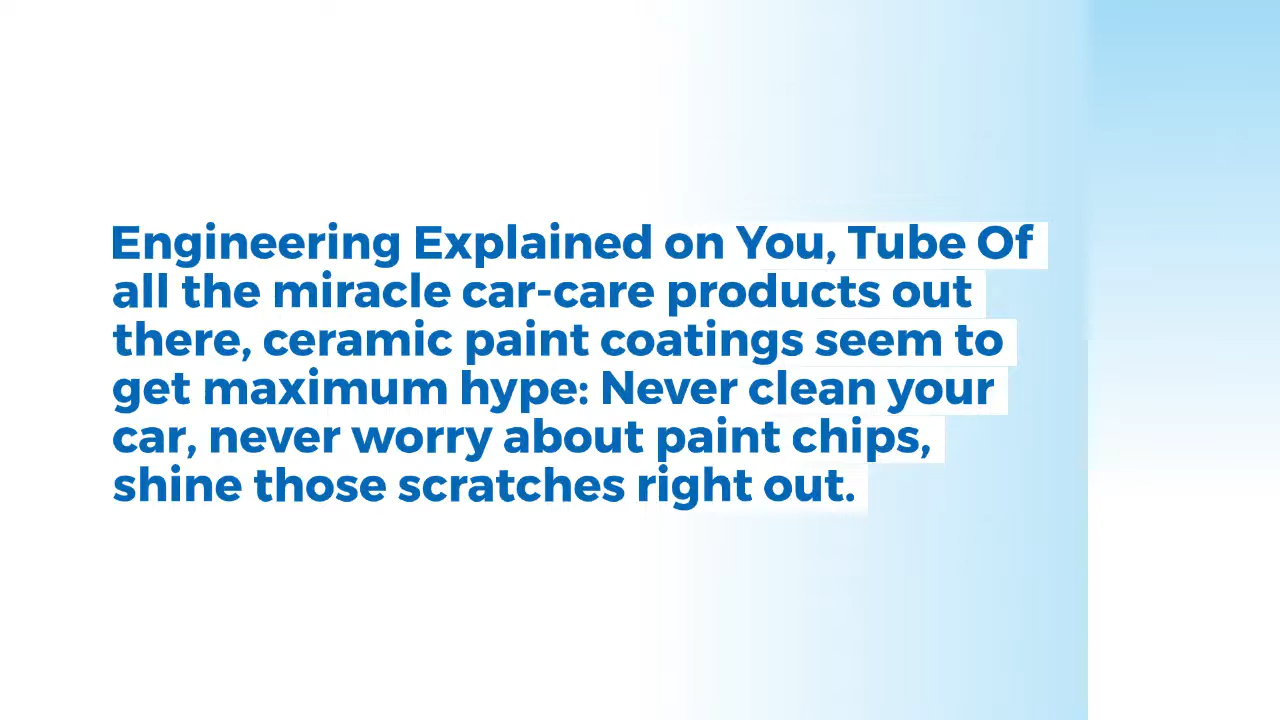 Engineering Explained on You, Tube Of
all the miracle car-care products out
there, ceramic paint coatings seem to
get maximum hype: Never clean your
car, never worry about paint chips,
shine those scratches right out.